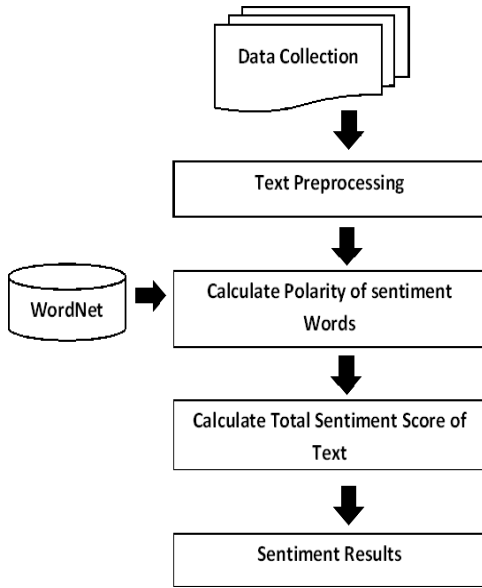 Data Collection
Text Preprocessing
WordNet
Calculate Polarity of sentiment
Words
Calculate Total Sentiment Score of
Text
Sentiment Results